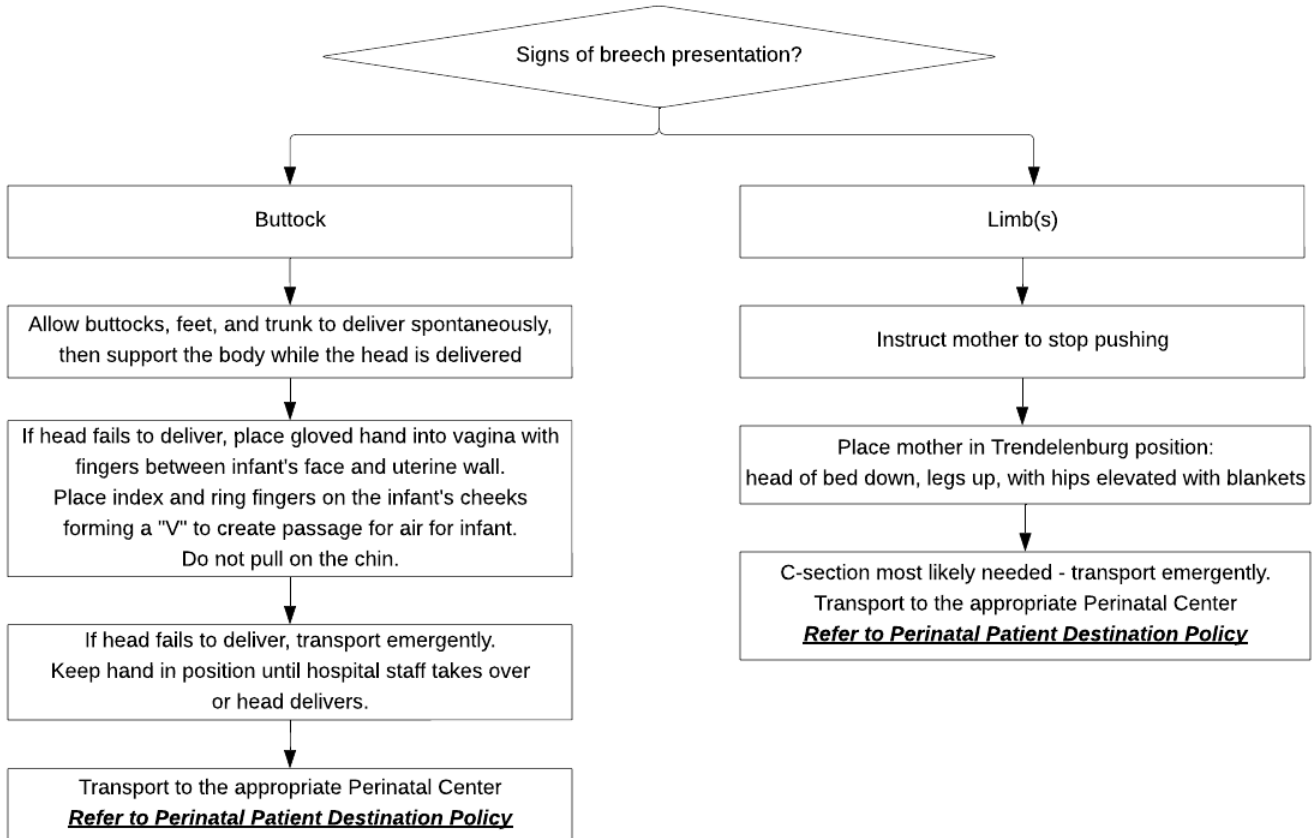 Signs of breech presentation?
Buttock
Allow buttocks, feet, and trunk to deliver spontaneously,
then support the body while the head is delivered
If head fails to deliver, place gloved hand into vagina with
fingers between infant's face and uterine wall.
Place index and ring fingers on the infant's cheeks
forming a "V" to create passage for air for infant.
Do not pull on the chin.
If head fails to deliver, transport emergently.
Keep hand in position until hospital staff takes over
or head delivers.
Transport to the appropriate Perinatal Center
Refer to Perinatal Patient Destination Policy
Limb(s)
Instruct mother to stop pushing
Place mother in Trendelenburg position:
head of bed down, legs up, with hips elevated with blankets
C-section most likely needed - transport emergently.
Transport to the appropriate Perinatal Center
Refer to Perinatal Patient Destination Policy